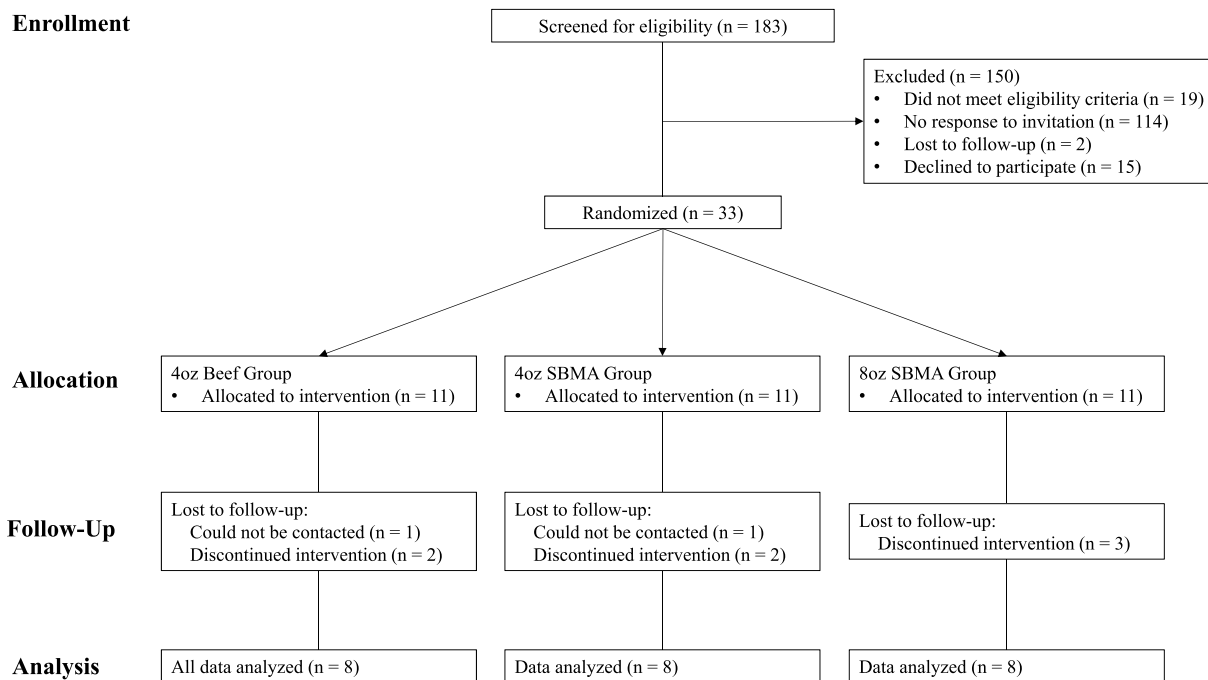 Enrollment
Screened for eligibility (n = 183)
Excluded (n = 150)
• Did not meet eligibility criteria (n = 19)
• No response to invitation (n = 114)
• Lost to follow-up (n = 2)
• Declined to participate (n = 15)
Randomized (n = 33)
Allocation
4oz Beef Group
• Allocated to intervention (n = 11)
4oz SBMA Group
• Allocated to intervention (n = 11)
8oz SBMA Group
• Allocated to intervention (n = 11)
Follow-Up
Lost to follow-up:
Could not be contacted (n = 1)
Discontinued intervention (n = 2)
Lost to follow-up:
Could not be contacted (n = 1)
Discontinued intervention (n = 2)
Lost to follow-up:
Discontinued intervention (n = 3)
Analysis
All data analyzed (n = 8)
Data analyzed (n = 8)
Data analyzed (n = 8)